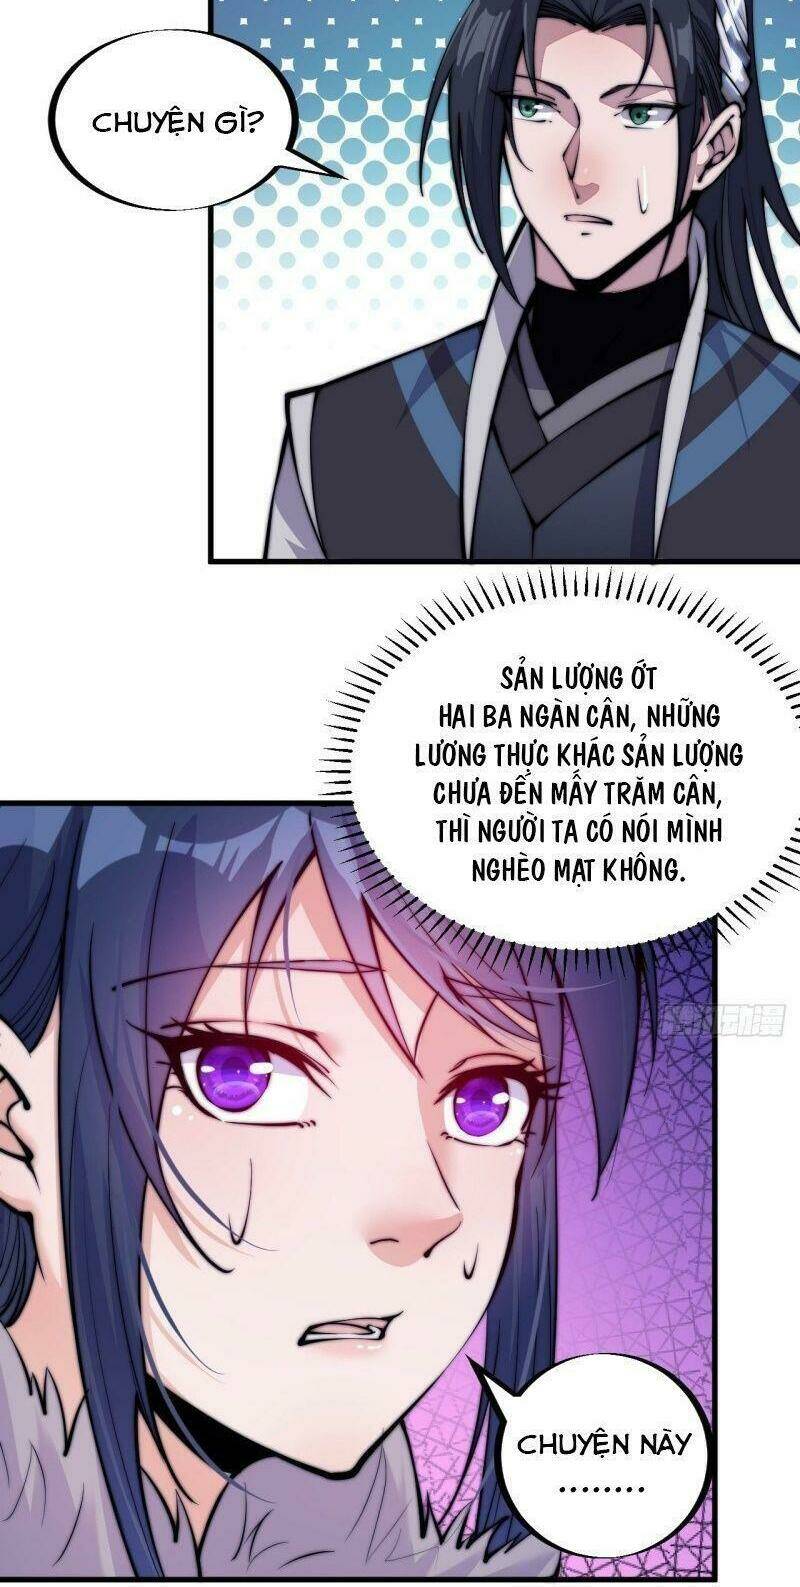 CHUYỆN GÌ?
SẢN LƯỢNG ỚT
HAI BA NGÀN CÂN, NHỮNG
LƯƠNG THỰC KHÁC SẢN LƯỢNG
CHƯA ĐẾN MẤY TRĂM CÂN,
THÌ NGƯỜI TA CÓ NÓI MÌNH
NGHÈO MẠT KHÔNG.
CHUYỆN NÀY
........